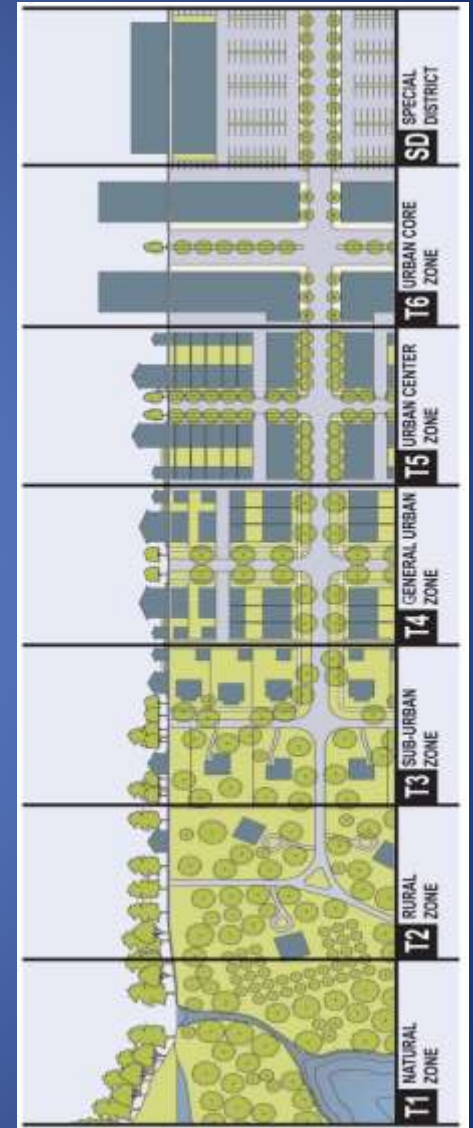 T1 NATURAL
ZONE
T2 RURAL
ZONE
T3 SUB-URBAN
ZONE
T4 GENERAL URBAN
ZONE
T5 URBAN CENTER
ZONE
T6 URBAN CORE
ZONE
SD SPECIAL
DISTRICT